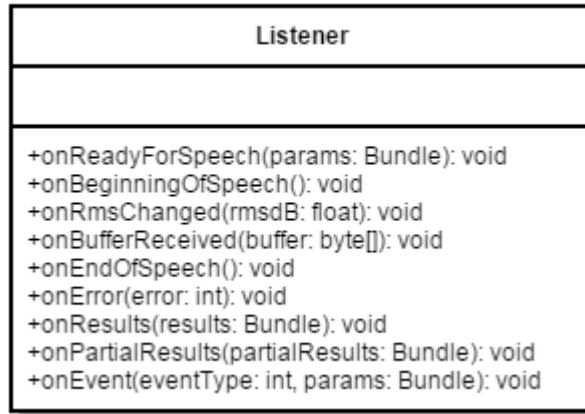 Listener
+onReadyForSpeech(params: Bundle): void
+onBeginningOfSpeech(): void
+onRmsChanged(rmsdB: float): void
+onBufferReceived(buffer: byte[]): void
+onEndOfSpeech(): void
+onError(error: int): void
+onResults(results: Bundle): void
+onPartialResults(partialResults: Bundle): void
+onEvent(eventType: int, params: Bundle): void